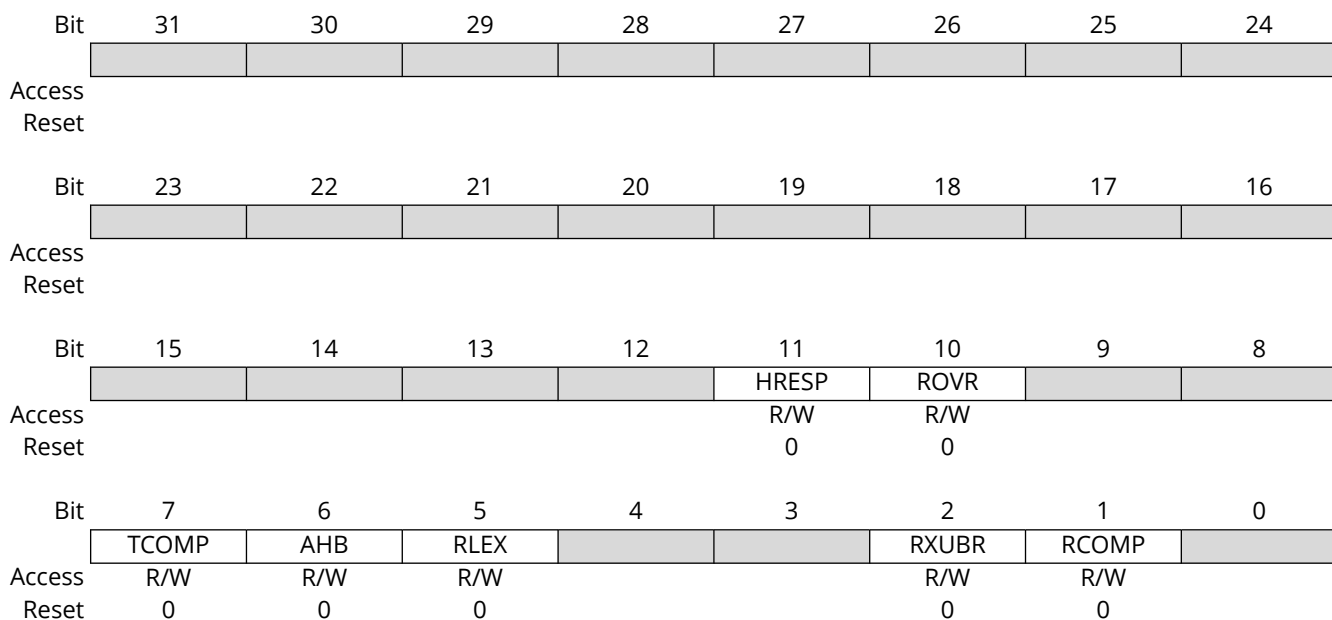 Bit 31 30 29 28 27 26 25 24
Access
Reset
Bit 23 22 21 20 19 18 17 16
Access
Reset
Bit 15 14 13 12 11 10 9 8
HRESP ROVR
Access R/W R/W
Reset 0 0
Bit 7 6 5 4 3 2 1 0
TCOMP AHB RLEX RXUBR RCOMP
Access R/W R/W R/W R/W R/W
Reset 0 0 0 0 0